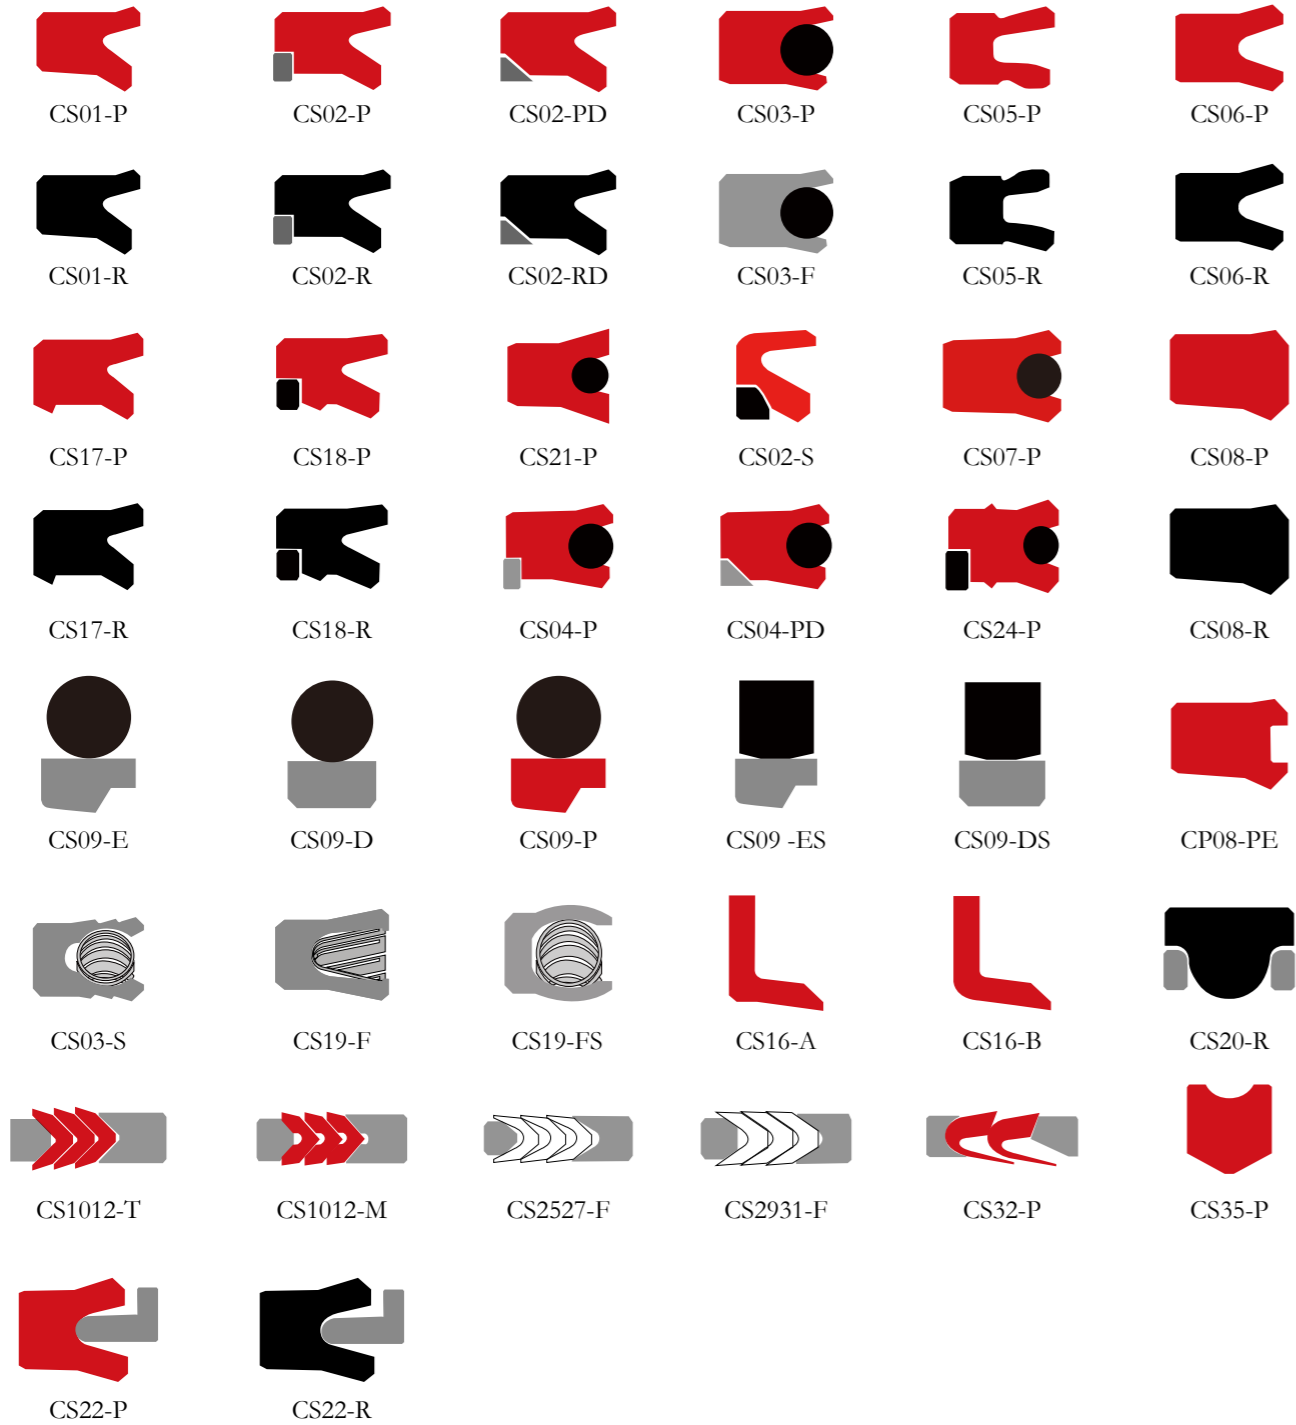 CS01-P CS02-P CS02-PD CS03-P CS05-P CS06-P
CS01-R CS02-R CS02-RD CS03-F CS05-R CS06-R
CS17-P CS18-P CS21-P CS02-S CS07-P CS08-P
CS17-R CS18-R CS04-P CS04-PD CS24-P CS08-R
CS09-E CS09-D CS09-P CS09 -ES CS09-DS CP08-PE
CS03-S CS19-F CS19-FS CS16-A CS16-B CS20-R
CS1012-T CS1012-M CS2527-F CS2931-F CS32-P CS35-P
CS22-P CS22-R